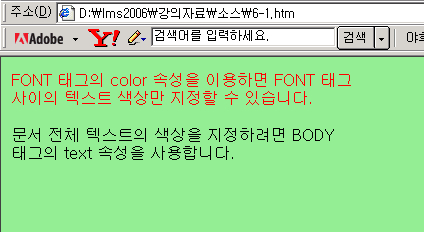 주소(D) D:\lms2006\강의자료\소스\6-1.htm
Adobe Y! 검색어를 입력하세요. 검색 야후
FONT 태그의 color 속성을 이용하면 FONT 태그
사이의 텍스트 색상만 지정할 수 있습니다.
문서 전체 텍스트의 색상을 지정하려면 BODY
태그의 text 속성을 사용합니다.